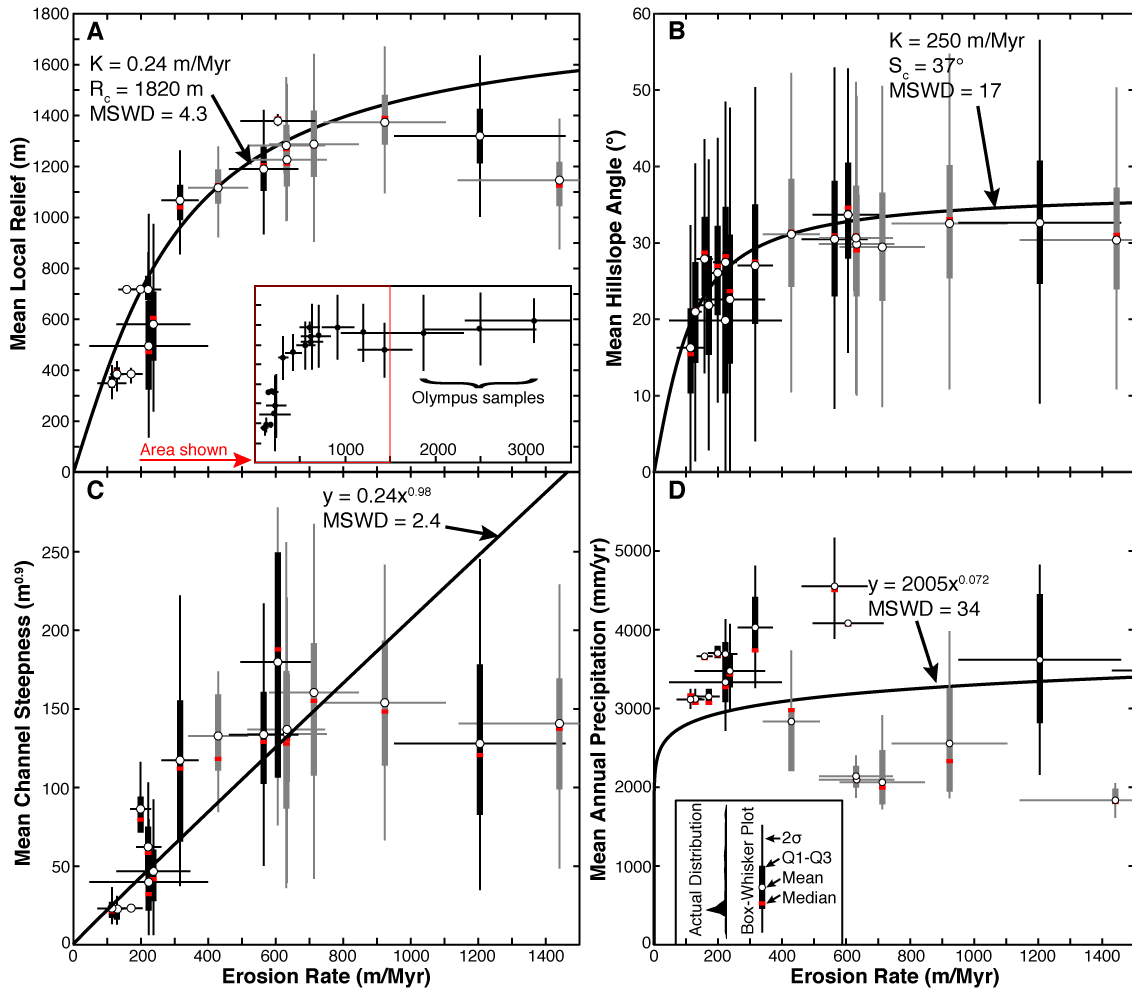 A
K = 0.24 m/Myr
Rc = 1820 m
MSWD = 4.3
Mean Local Relief (m)
0
200
400
600
800
1000
1200
1400
1600
1800
Area shown
1000
2000
3000
Olympus samples
B
K = 250 m/Myr
Sc = 37°
MSWD = 17
Mean Hillslope Angle (°)
0
10
20
30
40
50
60
C
y = 0.24x^0.98
MSWD = 2.4
Mean Channel Steepness (m^0.9)
0
50
100
150
200
250
0
200
400
600
800
1000
1200
1400
Erosion Rate (m/Myr)
D
y = 2005x^0.072
MSWD = 34
Mean Annual Precipitation (mm/yr)
0
1000
2000
3000
4000
5000
Actual Distribution
Box-Whisker Plot
2σ
Q1-Q3
Mean
Median
0
200
400
600
800
1000
1200
1400
Erosion Rate (m/Myr)